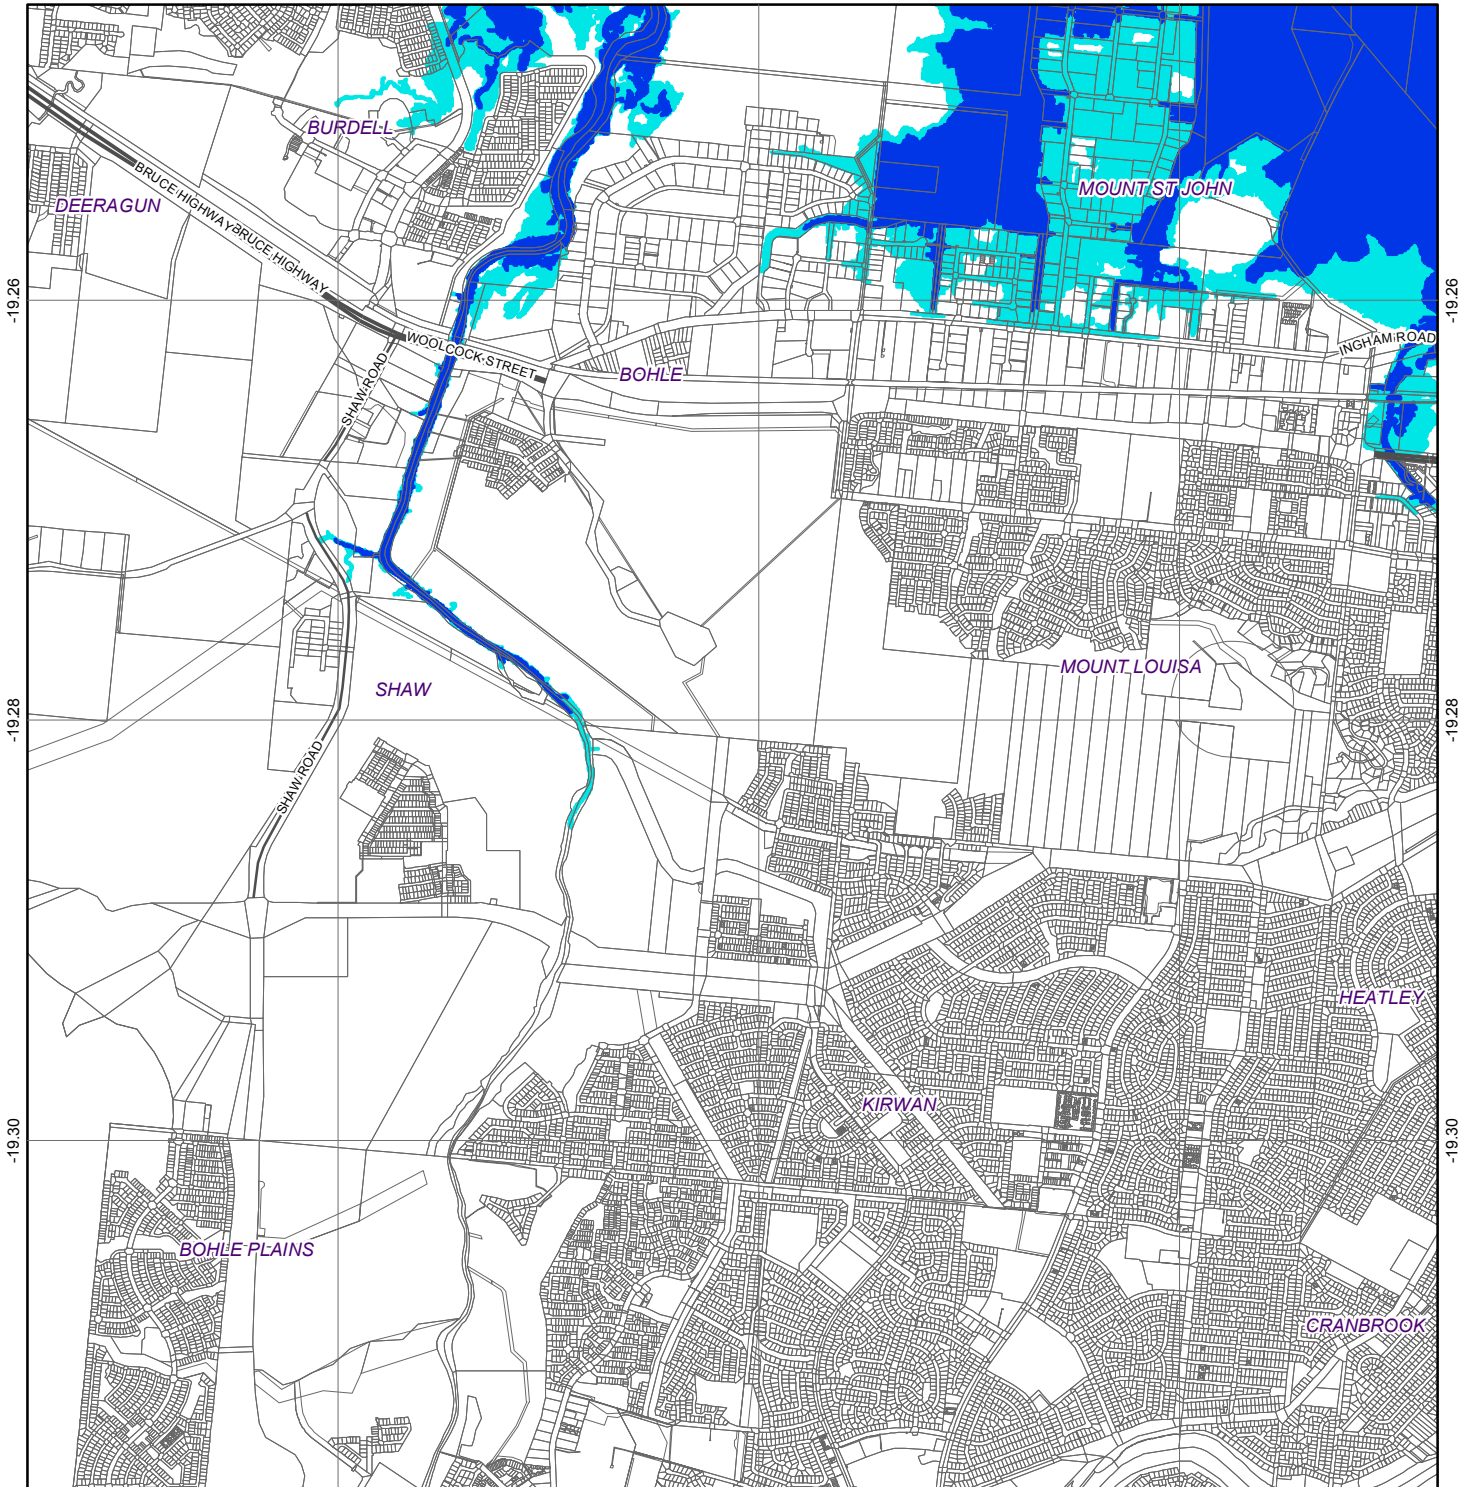 BURDELL
DEERAGUN
BRUCE HIGHWAY
BRUCE HIGHWAY
MOUNT ST JOHN
-19.26
-19.26
WOOLCOCK STREET
INGHAM ROAD
SHAW ROAD
BOHLE
MOUNT LOUISA
SHAW
-19.28
-19.28
SHAW ROAD
HEATLEY
KIRWAN
-19.30
-19.30
BOHLE PLAINS
CRANBROOK